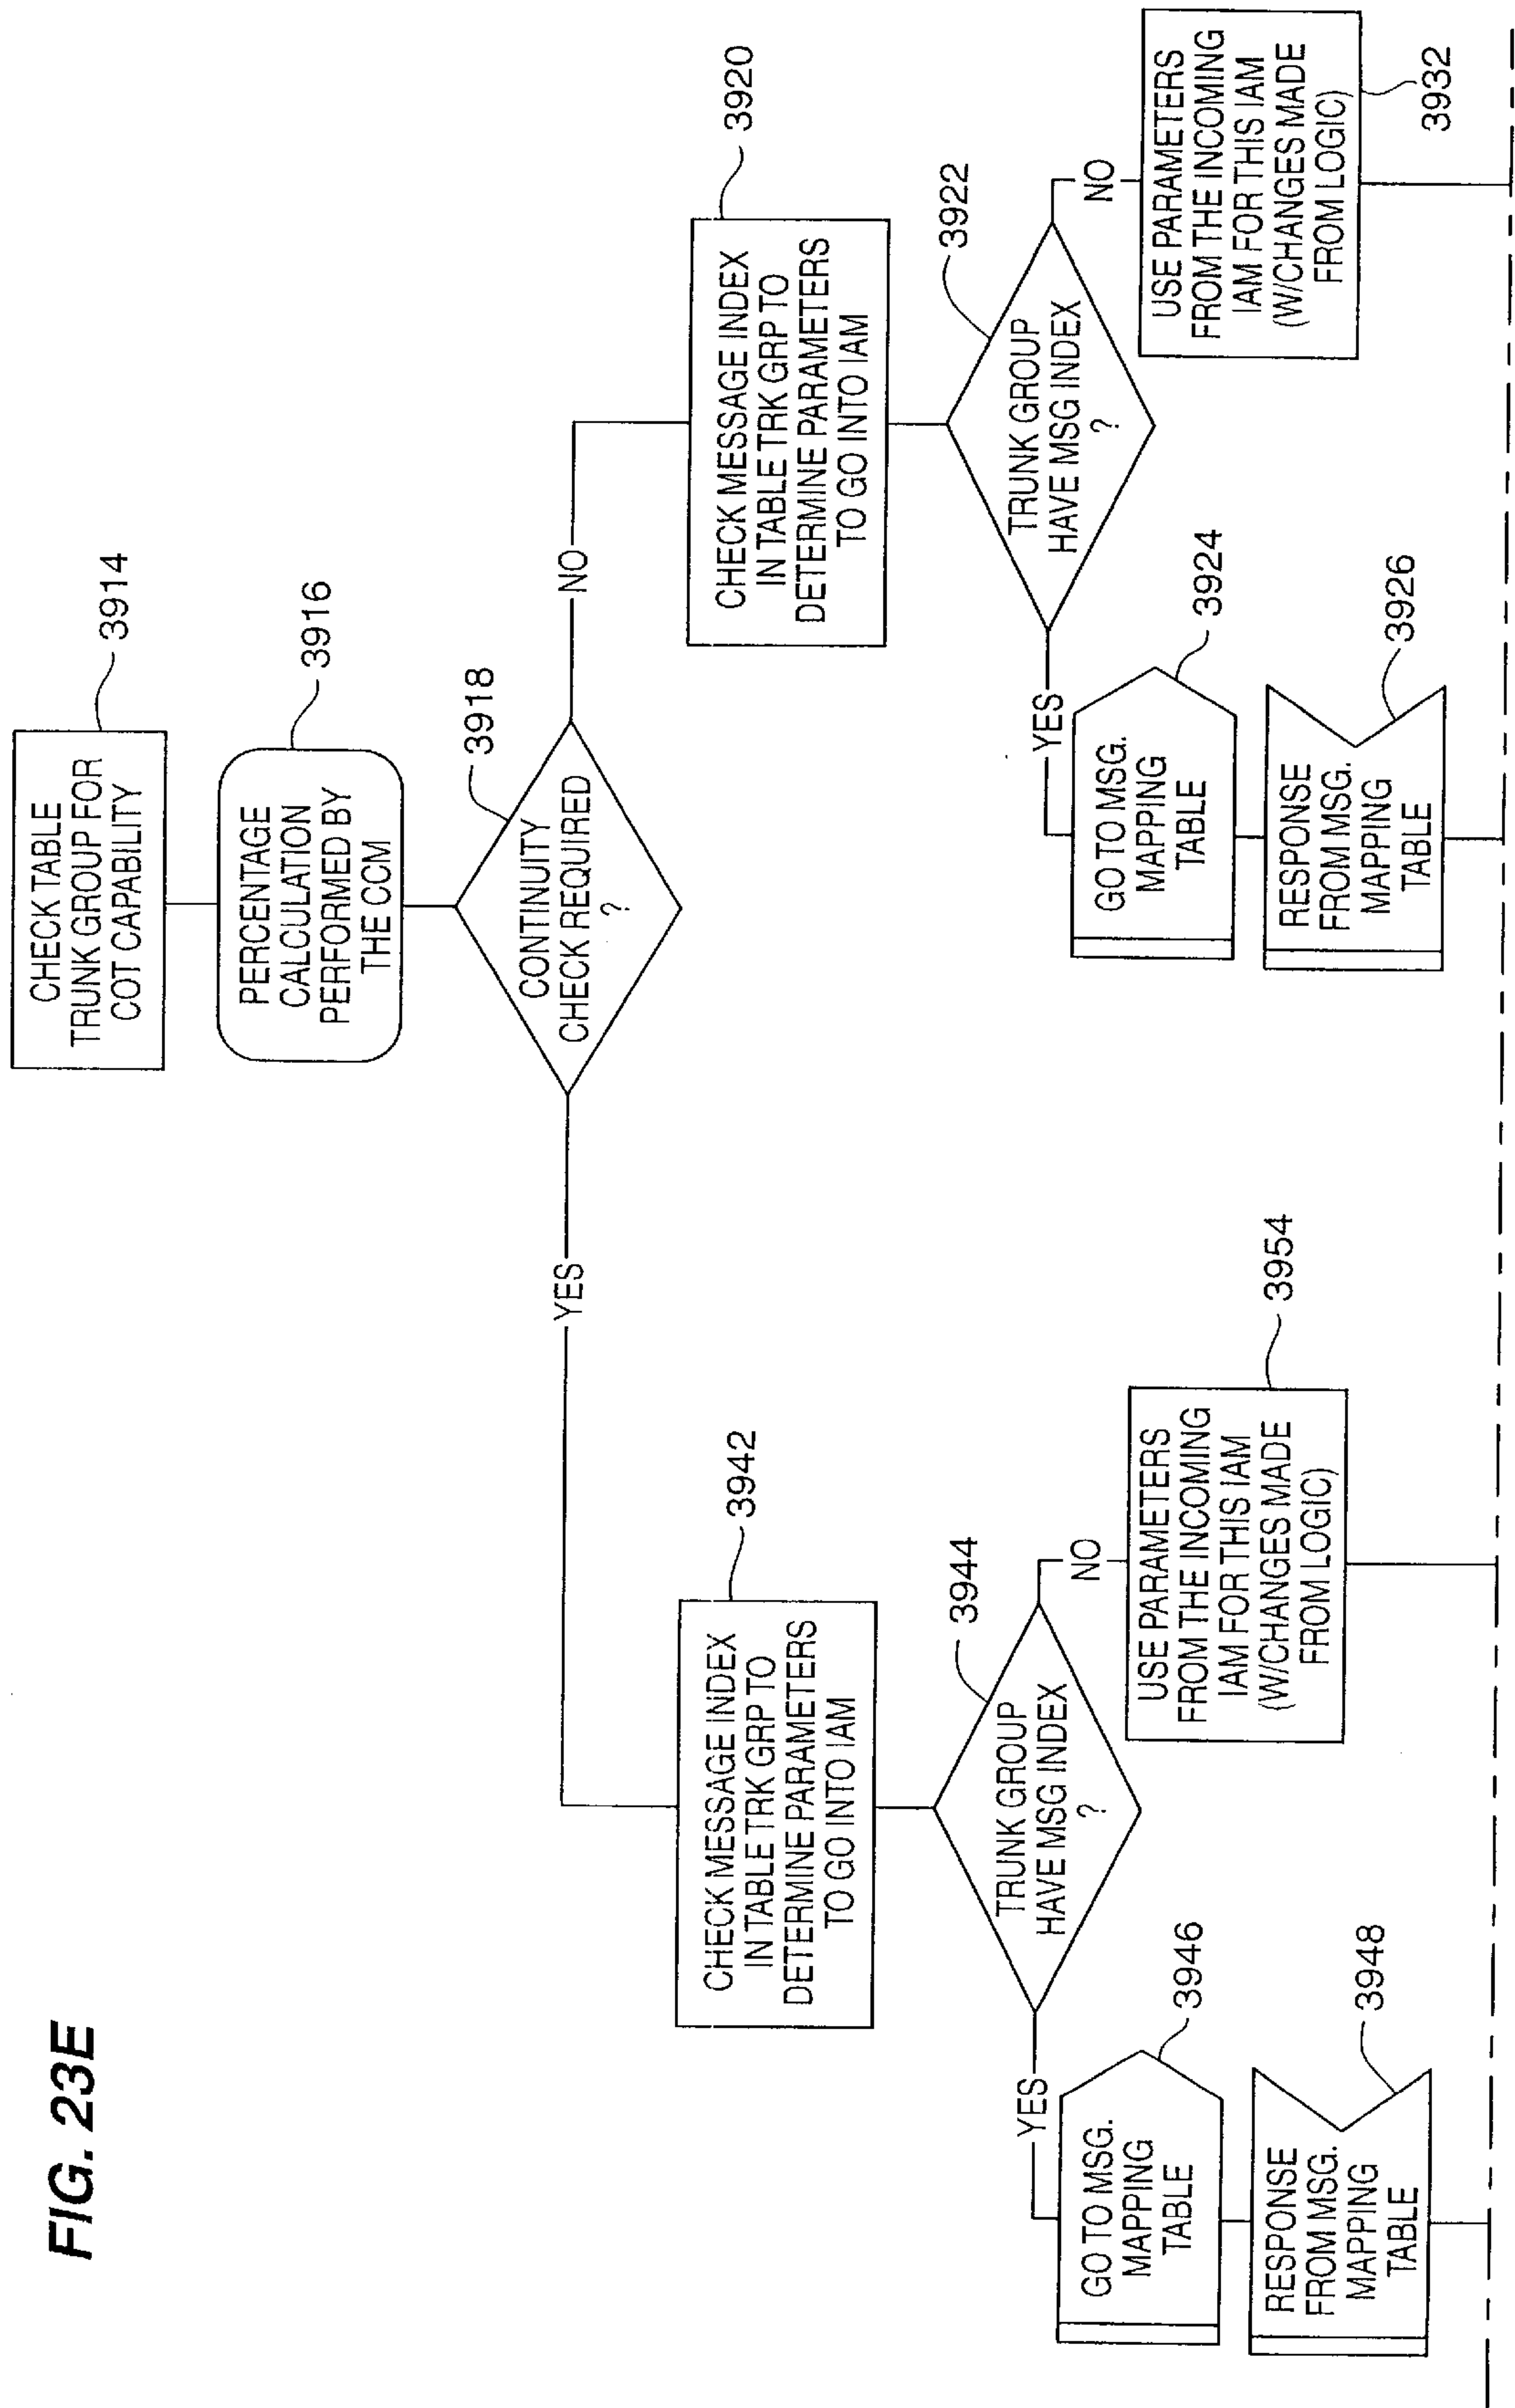 FIG. 23E
CHECK TABLE
TRUNK GROUP FOR
COT CAPABILITY
3914
PERCENTAGE
CALCULATION
PERFORMED BY
THE CCM
3916
CONTINUITY
CHECK REQUIRED
?
3918
YES
NO
CHECK MESSAGE INDEX
IN TABLE TRK GRP TO
DETERMINE PARAMETERS
TO GO INTO IAM
3942
TRUNK GROUP
HAVE MSG INDEX
?
3944
YES
NO
GO TO MSG.
MAPPING
TABLE
3946
RESPONSE
FROM MSG.
MAPPING
TABLE
3948
USE PARAMETERS
FROM THE INCOMING
IAM FOR THIS IAM
(W/CHANGES MADE
FROM LOGIC)
3954
CHECK MESSAGE INDEX
IN TABLE TRK GRP TO
DETERMINE PARAMETERS
TO GO INTO IAM
3920
TRUNK GROUP
HAVE MSG INDEX
?
3922
YES
NO
GO TO MSG.
MAPPING
TABLE
3924
RESPONSE
FROM MSG.
MAPPING
TABLE
3926
USE PARAMETERS
FROM THE INCOMING
IAM FOR THIS IAM
(W/CHANGES MADE
FROM LOGIC)
3932